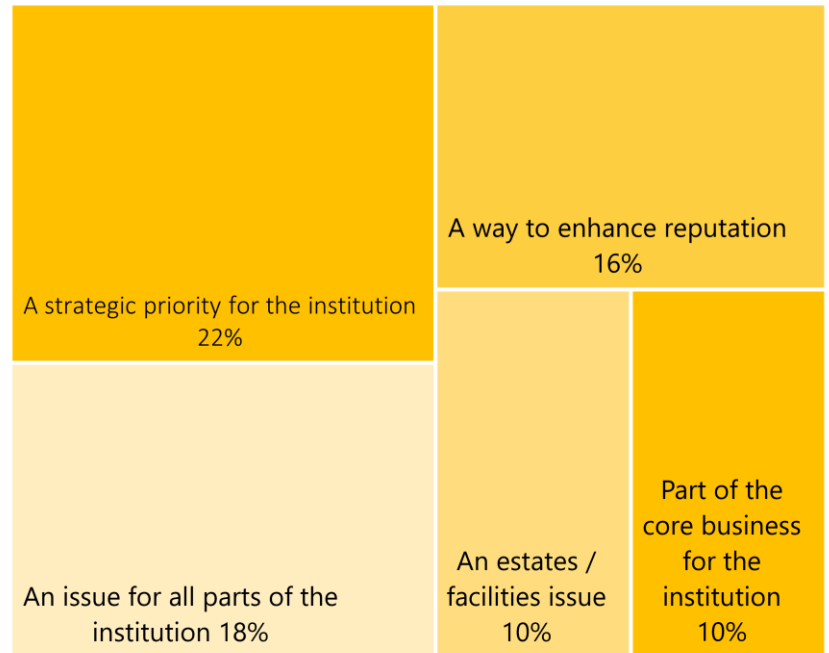 A strategic priority for the institution
22%
A way to enhance reputation
16%
An issue for all parts of the
institution 18%
An estates /
facilities issue
10%
Part of the
core business
for the
institution
10%